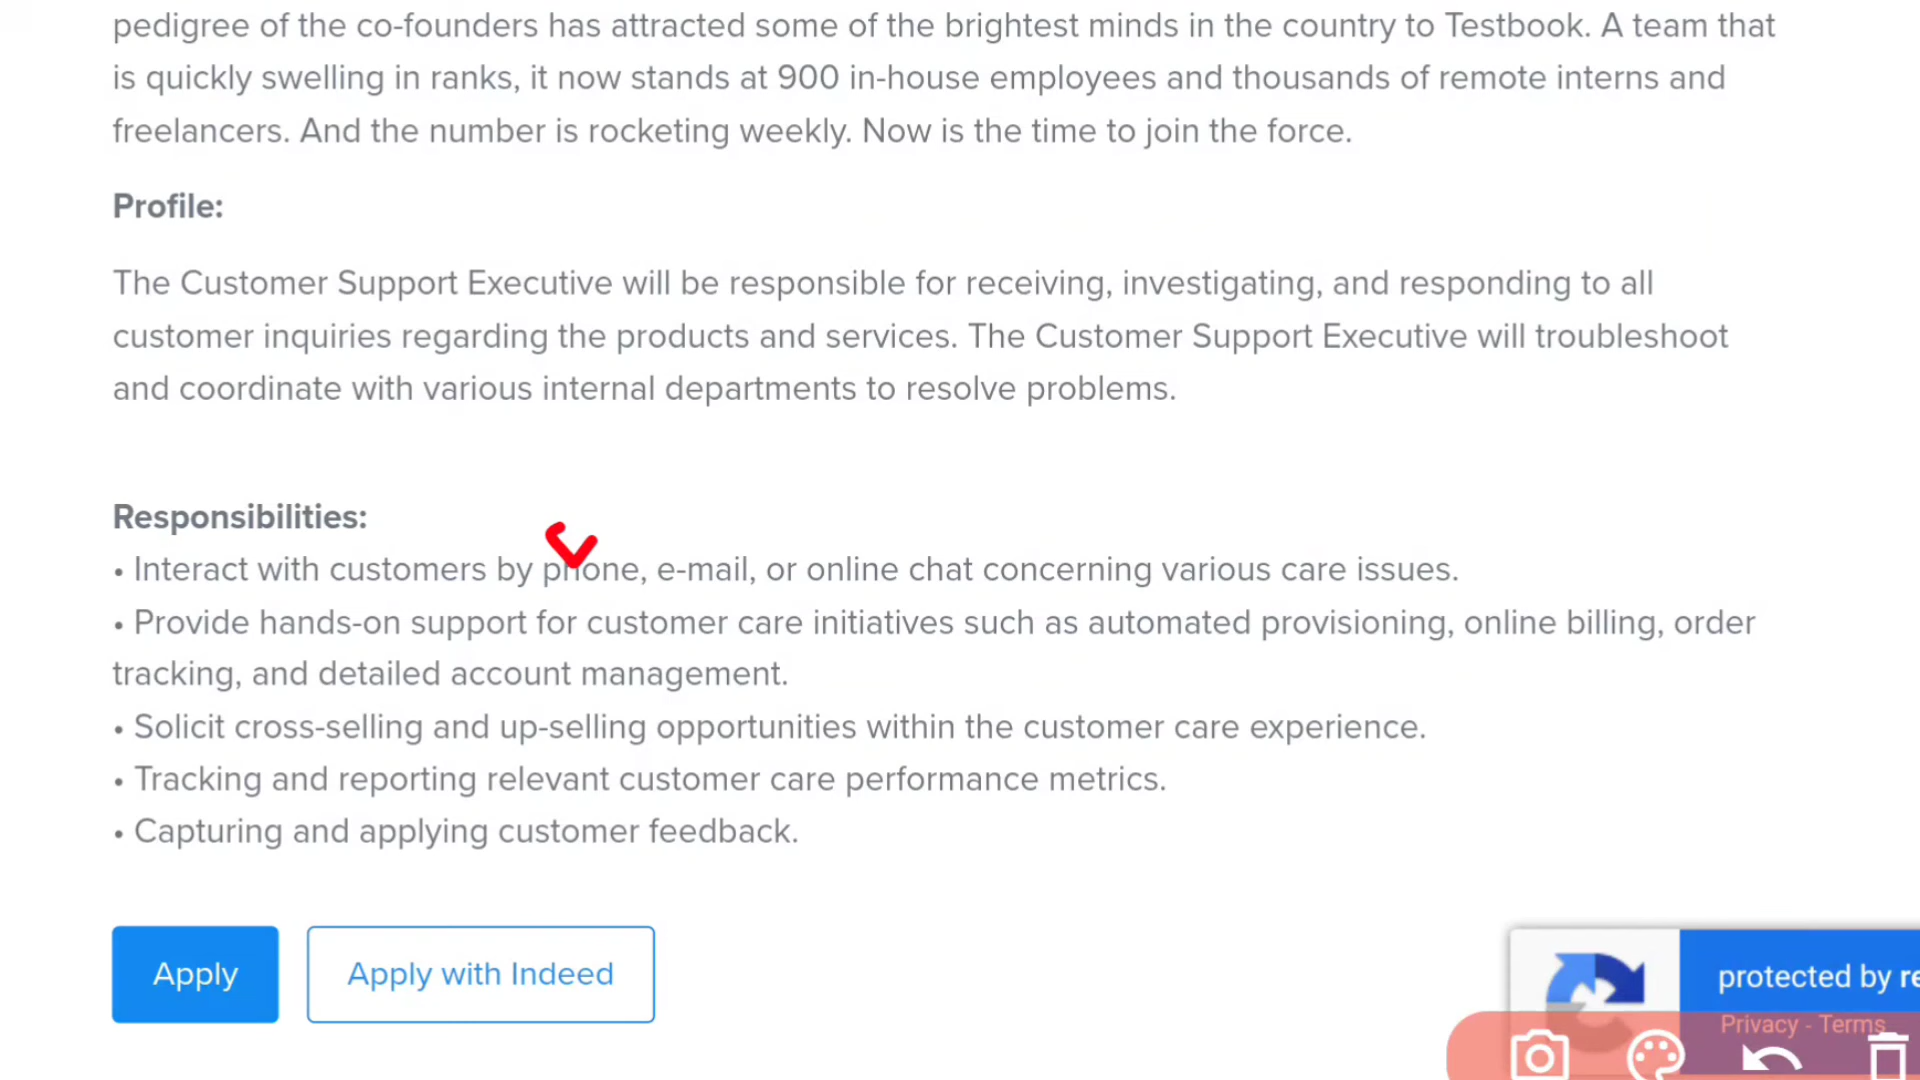 pedigree of the co-founders has attracted some of the brightest minds in the country to Testbook. A team that
is quickly swelling in ranks, it now stands at 900 in-house employees and thousands of remote interns and
freelancers. And the number is rocketing weekly. Now is the time to join the force.
Profile:
The Customer Support Executive will be responsible for receiving, investigating, and responding to all
customer inquiries regarding the products and services. The Customer Support Executive will troubleshoot
and coordinate with various internal departments to resolve problems.
Responsibilities:
• Interact with customers by phone, e-mail, or online chat concerning various care issues.
• Provide hands-on support for customer care initiatives such as automated provisioning, online billing, order
tracking, and detailed account management.
• Solicit cross-selling and up-selling opportunities within the customer care experience.
• Tracking and reporting relevant customer care performance metrics.
• Capturing and applying customer feedback.
Apply
Apply with Indeed
protected by re
Privacy - Terms